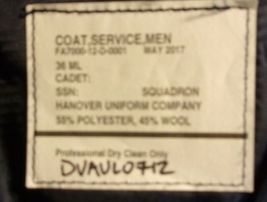 COAT, SERVICE, MEN
FA7000-12-D-0001 MAY 2017
36 ML
CADET:
SSN: SQUADRON
HANOVER UNIFORM COMPANY
55% POLYESTER, 45% WOOL
Professional Dry Clean Only
DVAUL0712